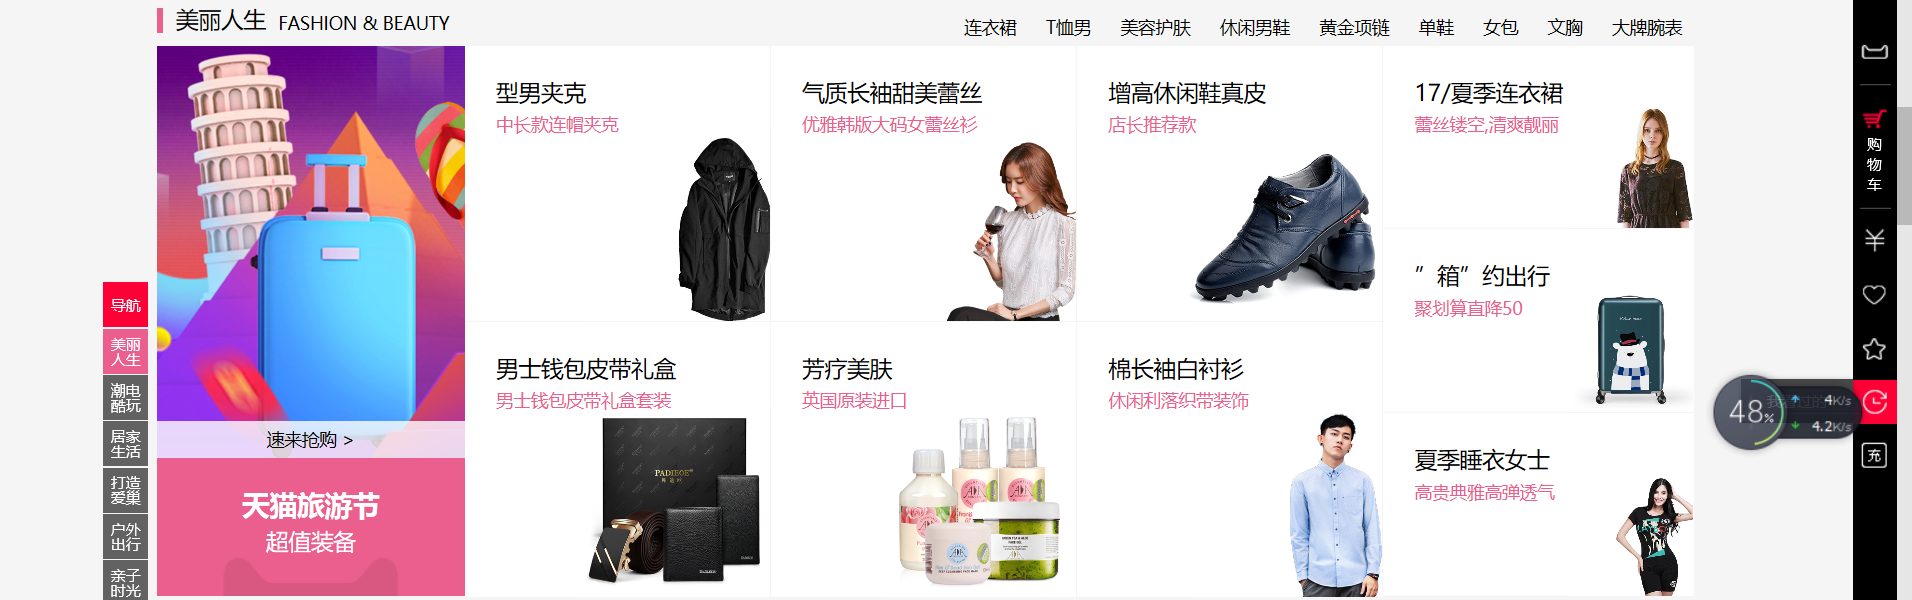 美丽人生 FASHION & BEAUTY
连衣裙 T恤男 美容护肤 休闲男鞋 黄金项链 单鞋 女包 文胸 大牌腕表
速来抢购 >
天猫旅游节
超值装备
型男夹克
中长款连帽夹克
气质长袖甜美蕾丝
优雅韩版大码女蕾丝衫
增高休闲鞋真皮
店长推荐款
17/夏季连衣裙
蕾丝镂空,清爽靓丽
”箱”约出行
聚划算直降50
男士钱包皮带礼盒
男士钱包皮带礼盒套装
PADIEOE
芳疗美肤
英国原装进口
棉长袖白衬衫
休闲利落织带装饰
夏季睡衣女士
高贵典雅高弹透气
导航
美丽
人生
潮电
酷玩
居家
生活
打造
爱巢
户外
出行
亲子
时光
购
物
车
48%
4K/s
4.2K/s
充